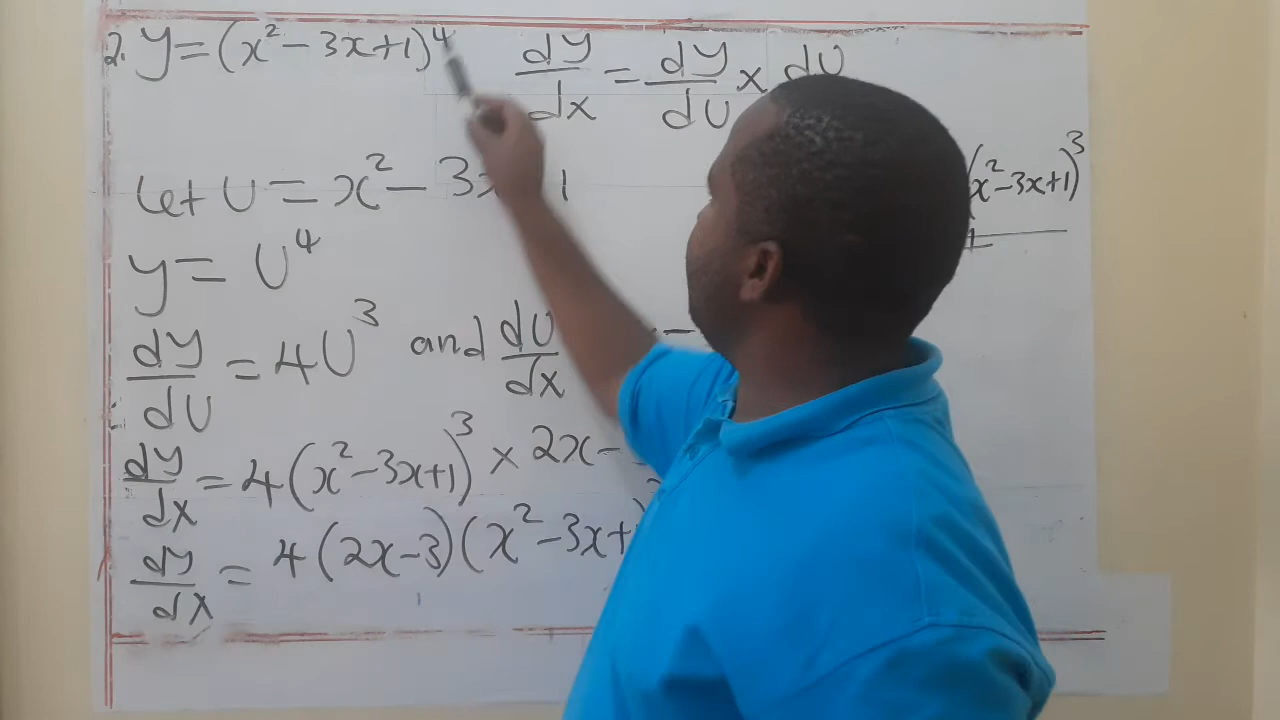 2. y = (x² - 3x + 1)⁴
dy/dx = dy/du × du
(x² - 3x + 1)³
let u = x² - 3x 1
y = u⁴
dy/du = 4u³ and du/dx -
dy/dx = 4(x² - 3x + 1)³ × 2x -
dy/dx = 4(2x - 3)(x² - 3x +